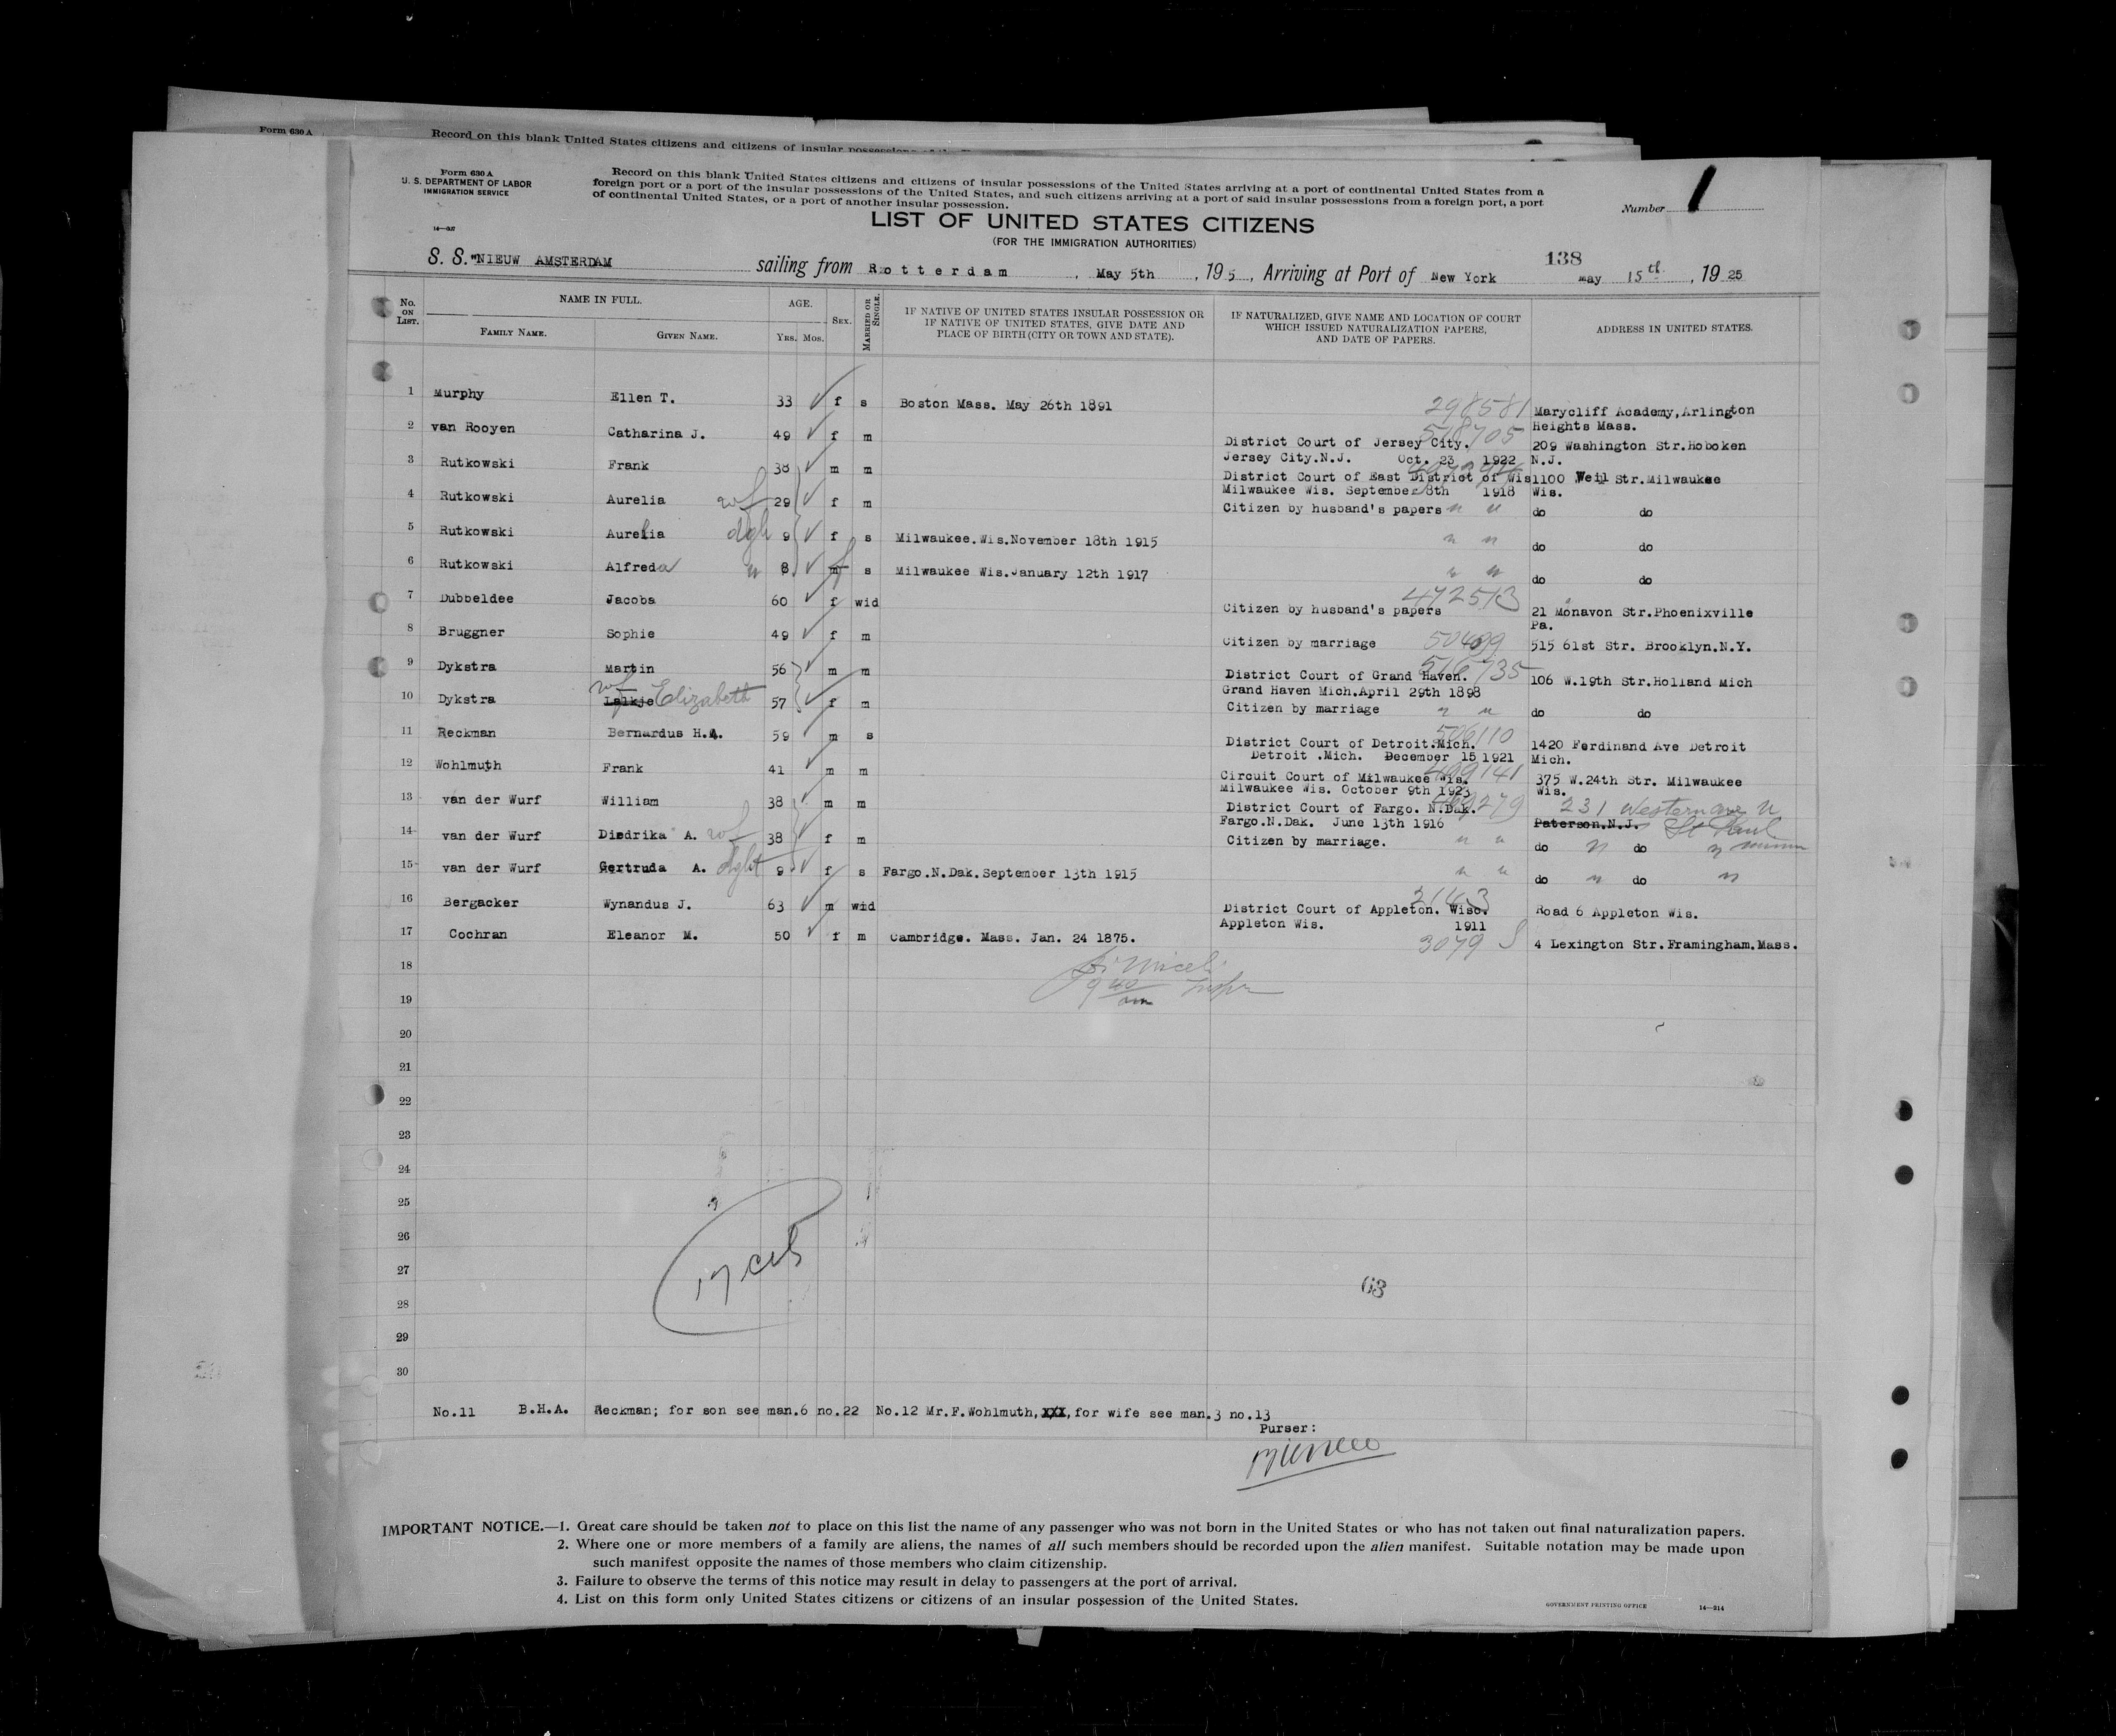 Form 630 A
Record on this blank United States citizens and citizens of insular possessions
Form 630 A
U. S. DEPARTMENT OF LABOR
IMMIGRATION SERVICE
Record on this blank United States citizens and citizens of insular possessions of the United States arriving at a port of continental United States from a
foreign port or a port of the insular possessions of the United States, and such citizens arriving at a port of said insular possessions from a foreign port, a port
of continental United States, or a port of another insular possession.
Number 1
LIST OF UNITED STATES CITIZENS
(FOR THE IMMIGRATION AUTHORITIES)
138
S. S. "NIEUW AMSTERDAM sailing from Rotterdam, May 5th, 19 5, Arriving at Port of New York may 15th, 19 25
No. ON LIST. NAME IN FULL. AGE. SEX. MARRIED OR SINGLE. IF NATIVE OF UNITED STATES INSULAR POSSESSION OR IF NATIVE OF UNITED STATES, GIVE DATE AND PLACE OF BIRTH (CITY OR TOWN AND STATE). IF NATURALIZED, GIVE NAME AND LOCATION OF COURT WHICH ISSUED NATURALIZATION PAPERS, AND DATE OF PAPERS. ADDRESS IN UNITED STATES.
FAMILY NAME. GIVEN NAME. YRS. MOS.
1 Murphy Ellen T. 33 f s Boston Mass. May 26th 1891 298581 Marycliff Academy, Arlington
Heights Mass.
2 van Rooyen Catharina J. 49 f m District Court of Jersey City. 518705 209 Washington Str. Hoboken
Jersey City. N.J. Oct. 23 1922 N.J.
3 Rutkowski Frank 38 m m District Court of East District of Wis 1100 Weil Str. Milwaukee
Milwaukee Wis. September 8th 1918 Wis.
4 Rutkowski Aurelia wf 29 f m Citizen by husband's papers " " do do
5 Rutkowski Aurelia dgh 9 f s Milwaukee. Wis. November 18th 1915 " " do do
6 Rutkowski Alfreda " 8 f s Milwaukee Wis. January 12th 1917 " " do do
7 Dubbeldee Jacoba 60 f wid Citizen by husband's papers 472513 21 Monavon Str. Phoenixville
Pa.
8 Bruggner Sophie 49 f m Citizen by marriage 50499 515 61st Str. Brooklyn. N.Y.
9 Dykstra Martin 56 m m District Court of Grand Haven. 516735 106 W. 19th Str. Holland Mich
Grand Haven Mich. April 29th 1898
10 Dykstra Lalkje wf Elizabeth 57 f m Citizen by marriage " " do do
11 Reckman Bernardus H.A. 59 m s District Court of Detroit. Mich. 506110 1420 Ferdinand Ave Detroit
Detroit .Mich. December 15 1921 Mich.
12 Wohlmuth Frank 41 m m Circuit Court of Milwaukee Wis. 499141 375 W. 24th Str. Milwaukee
Milwaukee Wis. October 9th 1923 Wis.
13 van der Wurf William 38 m m District Court of Fargo. N.Dak. 469279 231 Western ave N
Fargo. N.Dak. June 13th 1916 Paterson. N.J. St Paul
14 van der Wurf Diedrika A. wf 38 f m Citizen by marriage. " " do " do " Minn
15 van der Wurf Gertruda A. dght 9 f s Fargo. N.Dak. September 13th 1915 " " do " do "
16 Bergacker Wynandus J. 63 m wid District Court of Appleton. Wisc. 2143 Road 6 Appleton Wis.
Appleton Wis. 1911
17 Cochran Eleanor M. 50 f m Cambridge. Mass. Jan. 24 1875. 3079 S 4 Lexington Str. Framingham. Mass.
18
9 40 am Inspr
19
20
21
22
23
24
25
26
17 cit
27
63
28
29
30
No.11 B.H.A. Reckman; for son see man.6 no.22 No.12 Mr. F. Wohlmuth, XXX, for wife see man.3 no.13
Purser:
IMPORTANT NOTICE.—1. Great care should be taken not to place on this list the name of any passenger who was not born in the United States or who has not taken out final naturalization papers.
2. Where one or more members of a family are aliens, the names of all such members should be recorded upon the alien manifest. Suitable notation may be made upon
such manifest opposite the names of those members who claim citizenship.
3. Failure to observe the terms of this notice may result in delay to passengers at the port of arrival.
4. List on this form only United States citizens or citizens of an insular possession of the United States.
GOVERNMENT PRINTING OFFICE 14—214